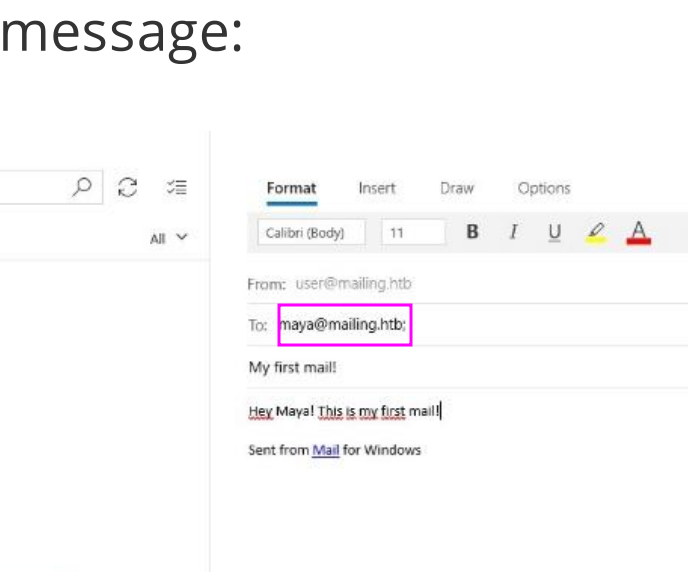 message:
Format Insert Draw Options
All
Calibri (Body) 11 B I U A
From: user@mailing.htb
To: maya@mailing.htb;
My first mail!
Hey Maya! This is my first mail!
Sent from Mail for Windows